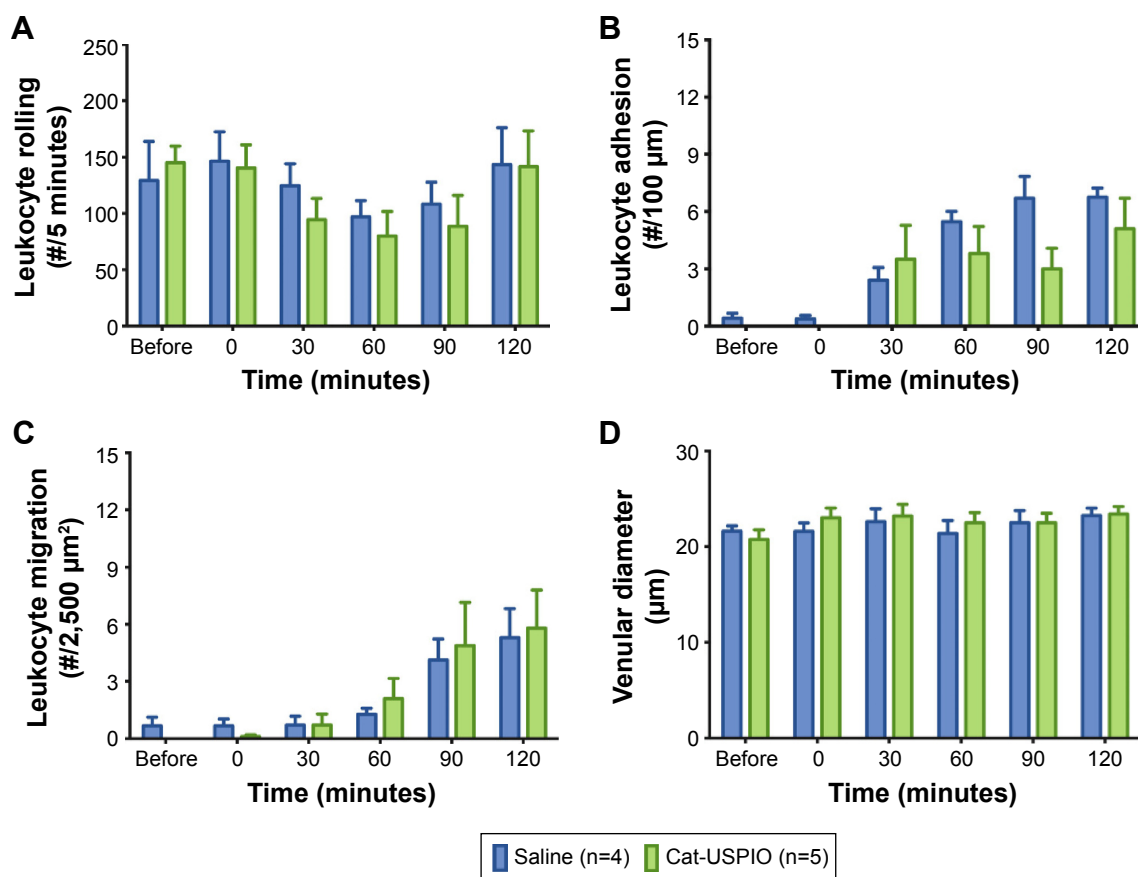 A
Leukocyte rolling
(#/5 minutes)
250
200
150
100
50
0
Before 0 30 60 90 120
Time (minutes)
B
Leukocyte adhesion
(#/100 µm)
15
12
9
6
3
0
Before 0 30 60 90 120
Time (minutes)
C
Leukocyte migration
(#/2,500 µm²)
15
12
9
6
3
0
Before 0 30 60 90 120
Time (minutes)
D
Venular diameter
(µm)
30
20
10
0
Before 0 30 60 90 120
Time (minutes)
Saline (n=4) Cat-USPIO (n=5)